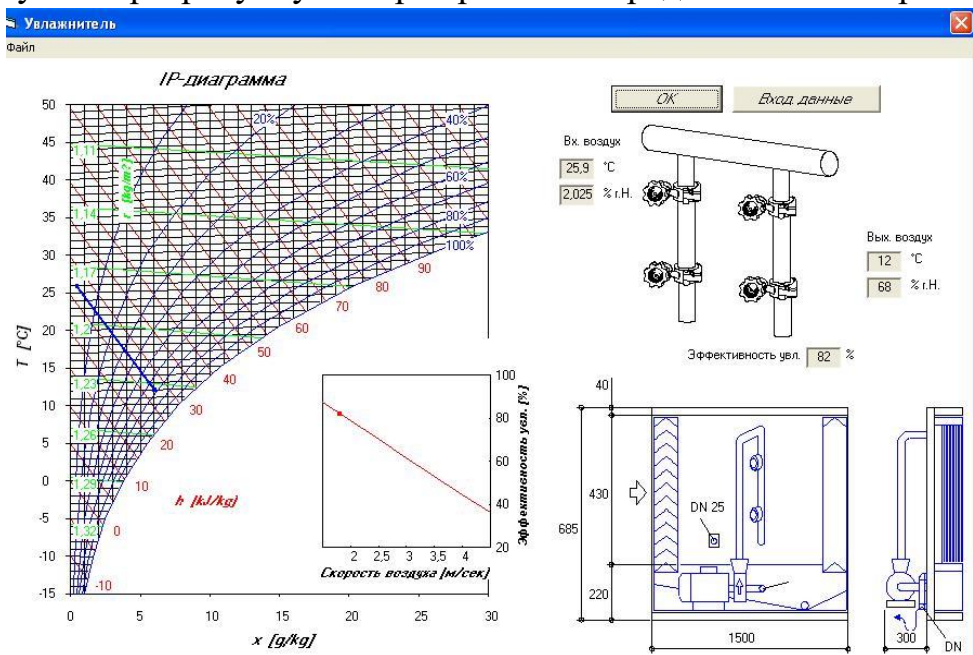 Увлажнитель
Файл
IP-диаграмма
OK
Вход. данные
Вх. воздух
25,9 °C
2,025 % r.H.
Вых. воздух
12 °C
68 % r.H.
Эффективность увл. 82 %
T [°C]
50
45
40
35
30
25
20
15
10
5
0
-5
-10
-15
0 5 10 15 20 25 30
x [g/kg]
20%
40%
60%
80%
100%
1,11
1,14
1,17
1,2
1,23
1,26
1,29
1,32
90
80
70
60
50
40
30
20
10
0
-10
h [kJ/kg]
100
80
60
40
20
Эффективность увл. [%]
2 2,5 3 3,5 4
Скорость воздуха [м/сек]
40
430
685
220
DN 25
1500
300
DN